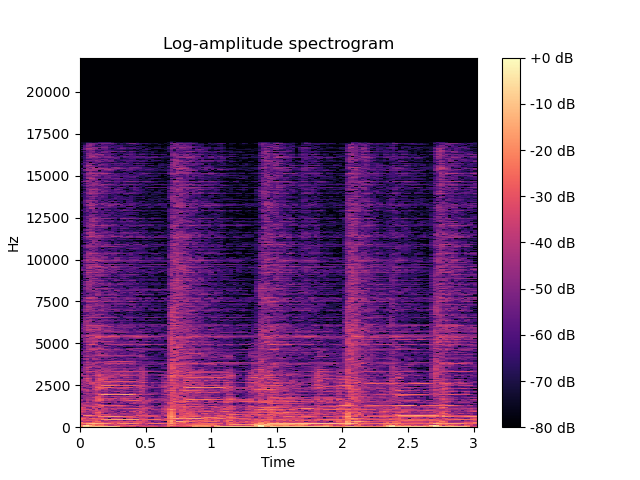 Log-amplitude spectrogram
Hz
20000
17500
15000
12500
10000
7500
5000
2500
0
0 0.5 1 1.5 2 2.5 3
Time
+0 dB
-10 dB
-20 dB
-30 dB
-40 dB
-50 dB
-60 dB
-70 dB
-80 dB